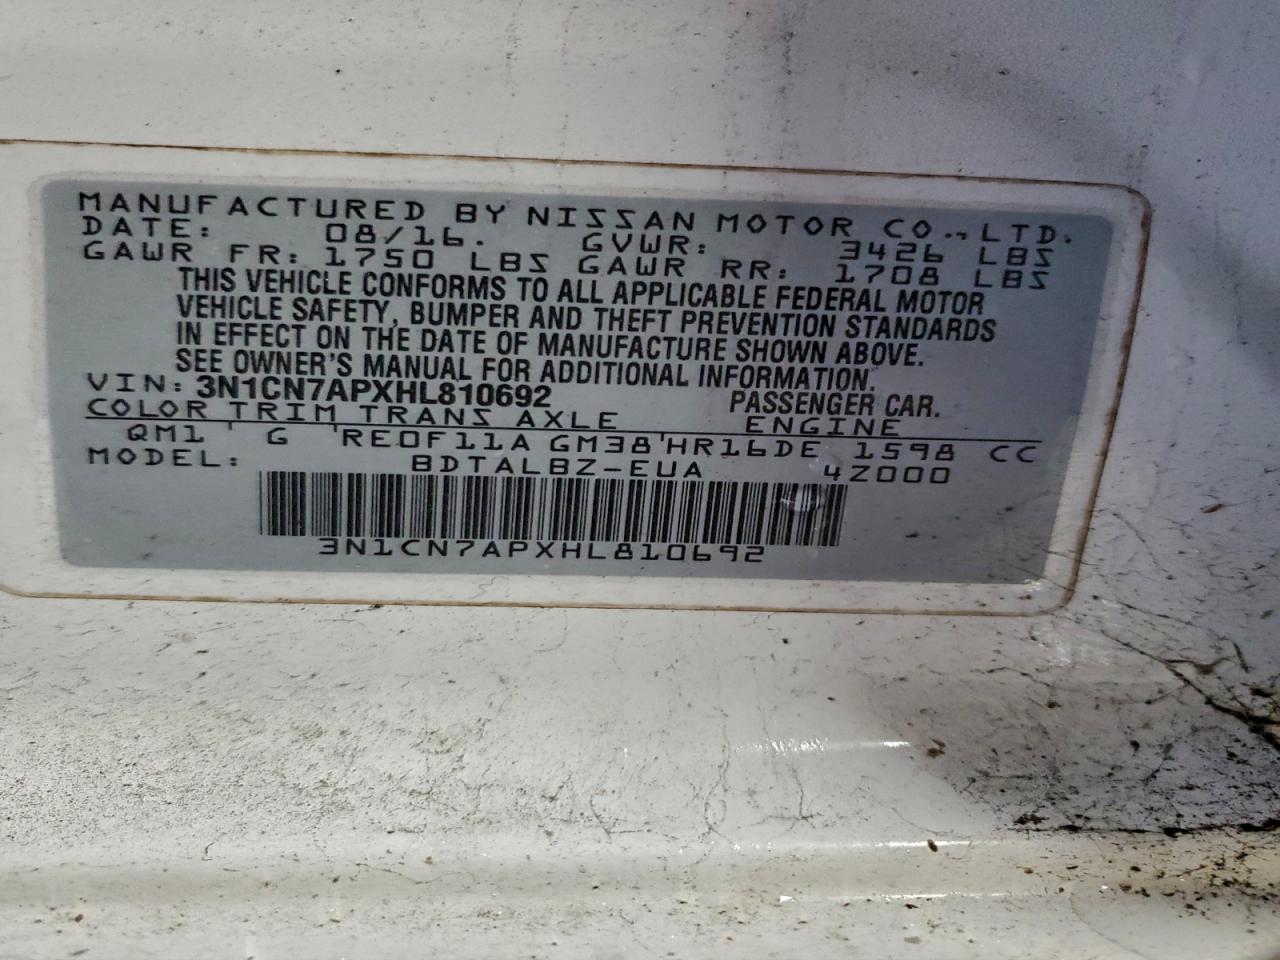 MANUFACTURED BY NISSAN MOTOR CO., LTD.
DATE: 08/16. GVWR: 3426 LBS
GAWR FR: 1750 LBS GAWR RR: 1708 LBS
THIS VEHICLE CONFORMS TO ALL APPLICABLE FEDERAL MOTOR
VEHICLE SAFETY, BUMPER AND THEFT PREVENTION STANDARDS
IN EFFECT ON THE DATE OF MANUFACTURE SHOWN ABOVE.
SEE OWNER'S MANUAL FOR ADDITIONAL INFORMATION.
VIN: 3N1CN7APXHL810692 PASSENGER CAR.
COLOR TRIM TRANS AXLE ENGINE
QM1 ' G 'RE0F11A GM38'HR16DE 1598 CC
MODEL: BDTALBZ-EUA 4Z000
3N1CN7APXHL810692